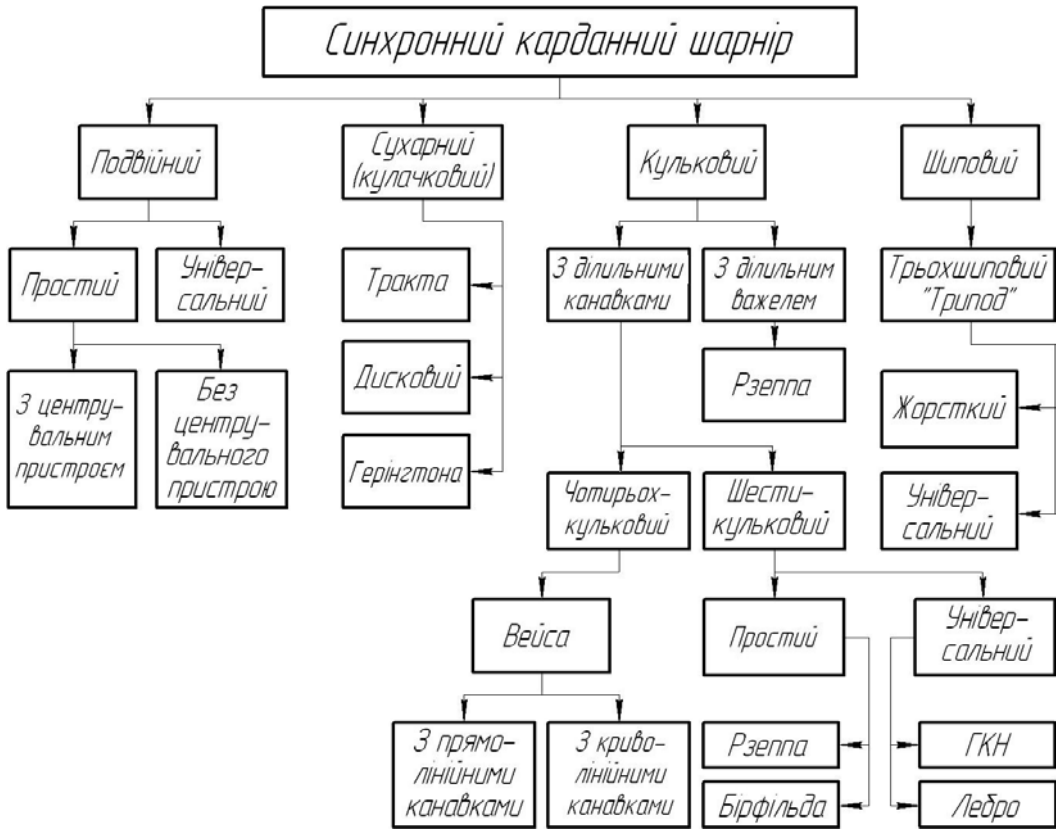 Синхронний карданний шарнір
Подвійний
Сухарний
(кулачковий)
Кульковий
Шиповий
Простий
Універ-
сальний
Тракта
З ділильними
канавками
З ділильним
важелем
Трьохшиповий
"Трипод"
З центру-
вальним
пристроєм
Без
центру-
вального
пристрою
Дисковий
Рзеппа
Жорсткий
Герінгтона
Чотирьох-
кульковий
Шести-
кульковий
Універ-
сальний
Вейса
Простий
Універ-
сальний
З прямо-
лінійними
канавками
З криво-
лінійними
канавками
Рзеппа
ГКН
Бірфільда
Лебро